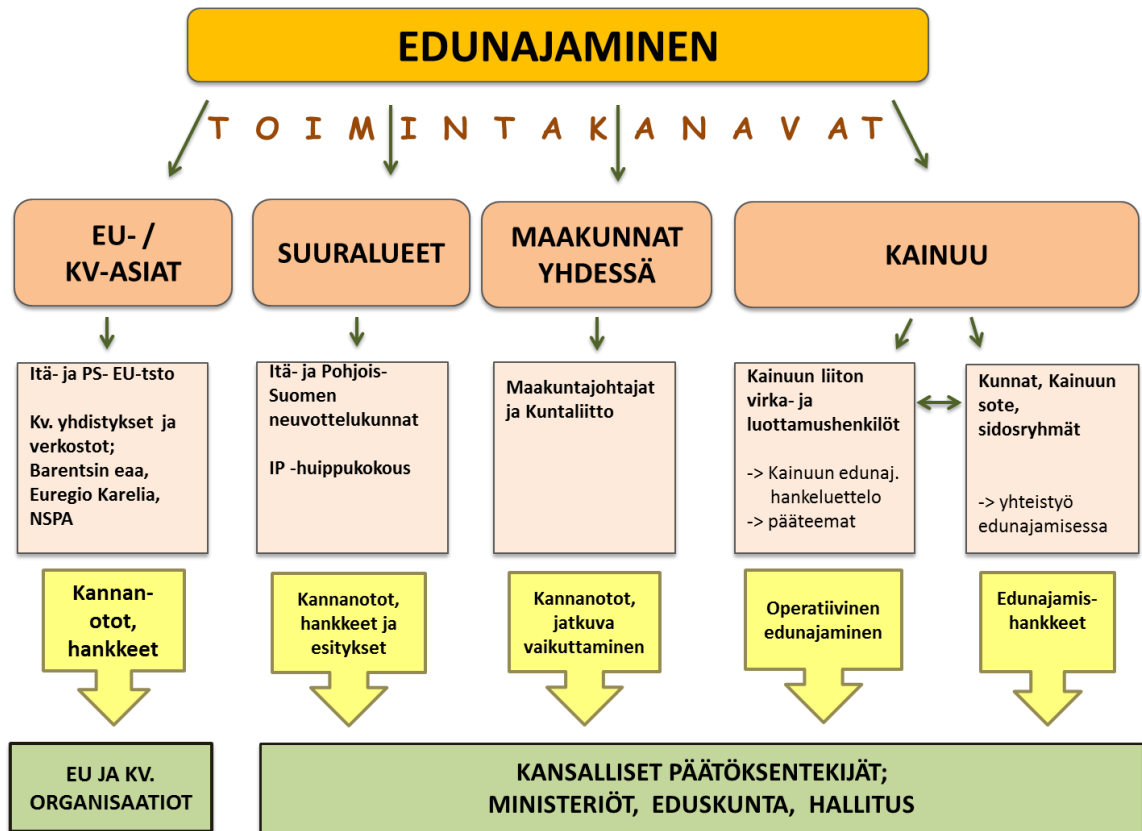 EDUNAJAMINEN
T O I M I N T A K A N A V A T
EU- /
KV-ASIAT
SUURALUEET
MAAKUNNAT
YHDESSÄ
KAINUU
Itä- ja PS- EU-tsto
Kv. yhdistykset ja
verkostot;
Barentsin eaa,
Euregio Karelia,
NSPA
Itä- ja Pohjois-
Suomen
neuvottelukunnat
IP -huippukokous
Maakuntajohtajat
ja Kuntaliitto
Kainuun liiton
virka- ja
luottamushenkilöt
-> Kainuun edunaj.
hankeluettelo
-> pääteemat
Kunnat, Kainuun
sote,
sidosryhmät
-> yhteistyö
edunajamisessa
Kannan-
otot,
hankkeet
Kannanotot,
hankkeet ja
esitykset
Kannanotot,
jatkuva
vaikuttaminen
Operatiivinen
edunajaminen
Edunajamis-
hankkeet
EU JA KV.
ORGANISAATIOT
KANSALLISET PÄÄTÖKSENTEKIJÄT;
MINISTERIÖT, EDUSKUNTA, HALLITUS